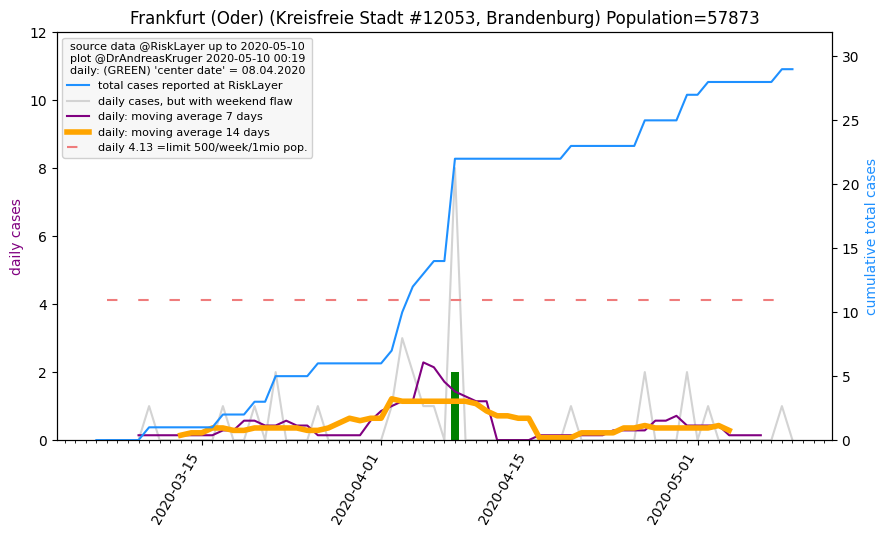 Frankfurt (Oder) (Kreisfreie Stadt #12053, Brandenburg) Population=57873
source data @RiskLayer up to 2020-05-10
plot @DrAndreasKruger 2020-05-10 00:19
daily: (GREEN) 'center date' = 08.04.2020
total cases reported at RiskLayer
daily cases, but with weekend flaw
daily: moving average 7 days
daily: moving average 14 days
daily 4.13 =limit 500/week/1mio pop.
daily cases
12
10
8
6
4
2
0
30
25
20
15
10
5
0
cumulative total cases
2020-03-15
2020-04-01
2020-04-15
2020-05-01